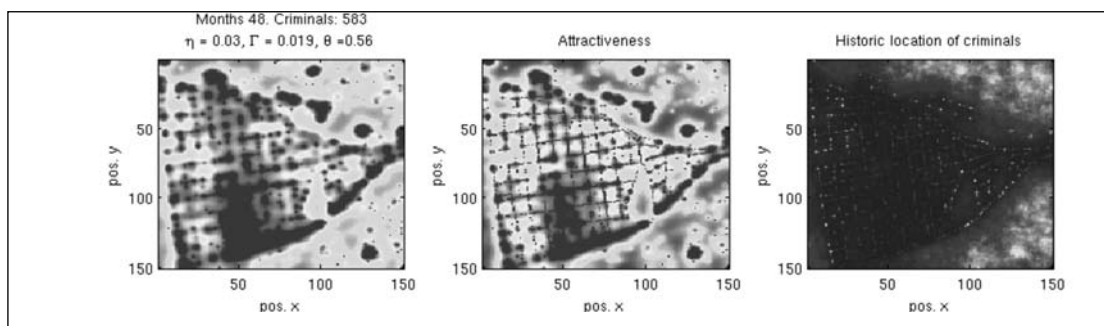 Months 48. Criminals: 583
η = 0.03, Γ = 0.019, θ =0.56
Attractiveness
Historic location of criminals
pos. y
50
100
150
50
100
150
pos. x
pos. y
50
100
150
50
100
150
pos. x
pos. y
50
100
150
50
100
150
pos. x